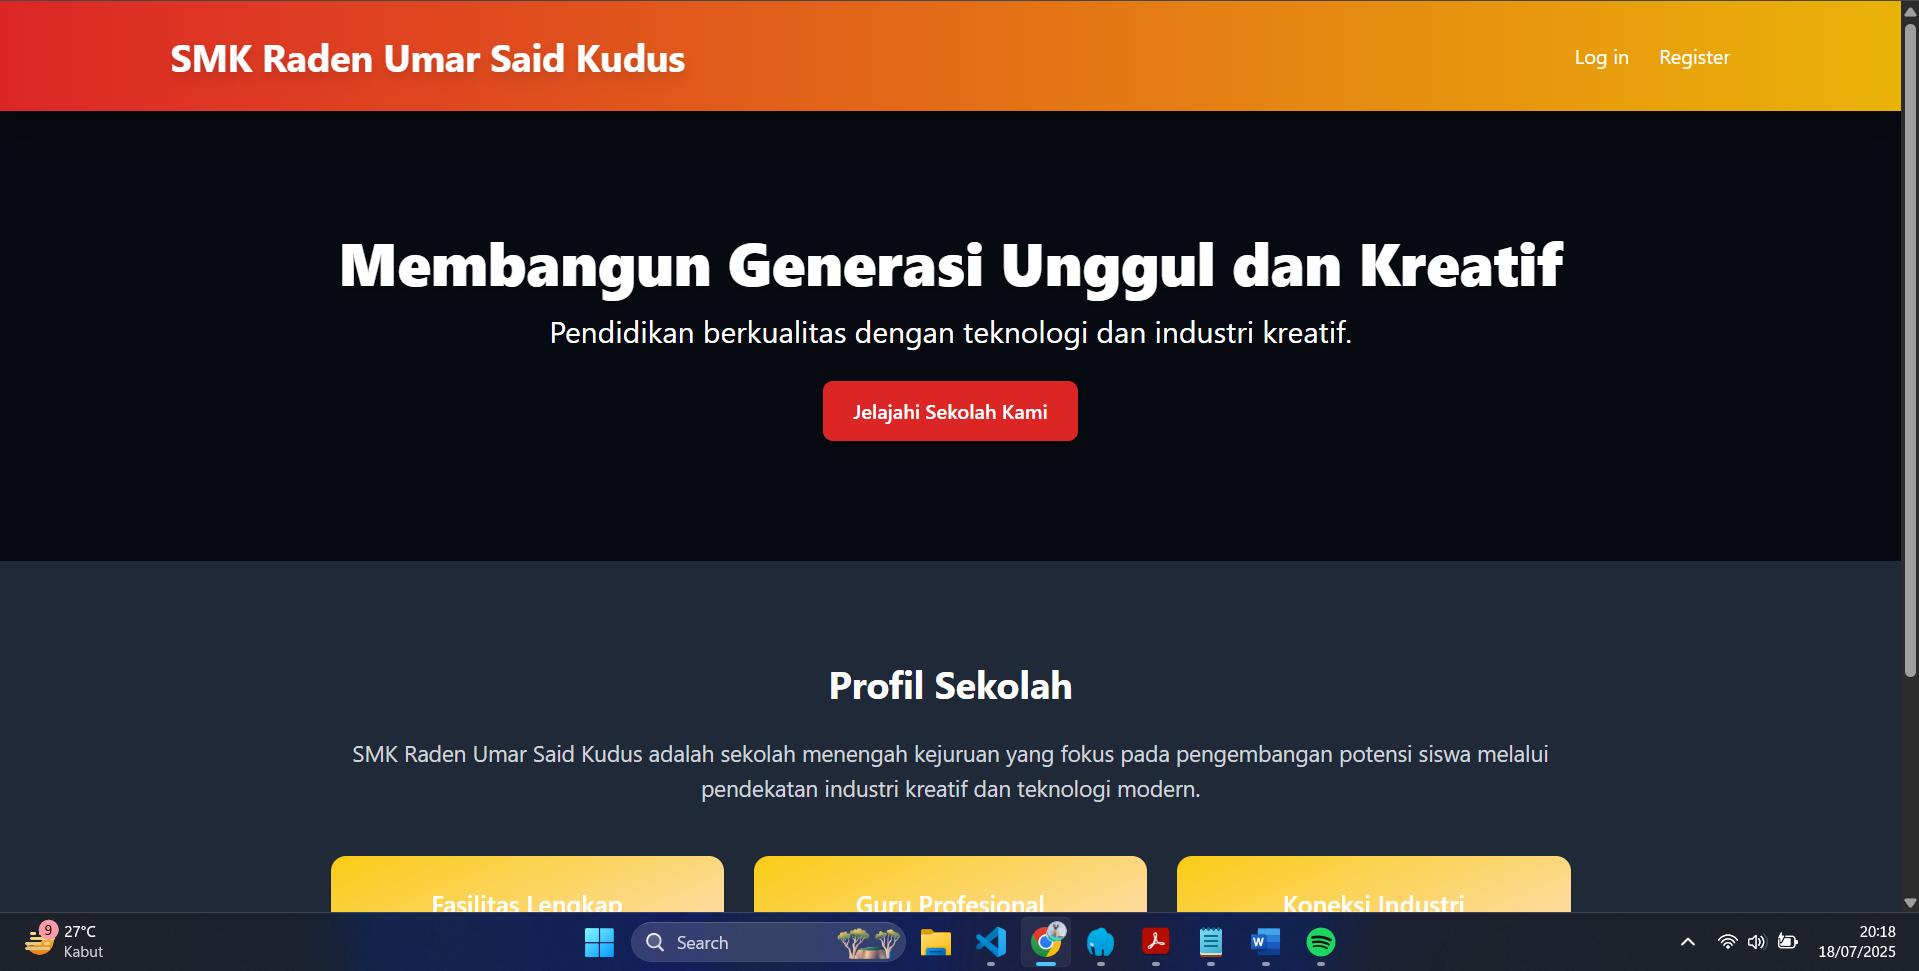 SMK Raden Umar Said Kudus
Log in Register
Membangun Generasi Unggul dan Kreatif
Pendidikan berkualitas dengan teknologi dan industri kreatif.
Jelajahi Sekolah Kami
Profil Sekolah
SMK Raden Umar Said Kudus adalah sekolah menengah kejuruan yang fokus pada pengembangan potensi siswa melalui
pendekatan industri kreatif dan teknologi modern.
Fasilitas Lengkap
Guru Profesional
Koneksi Industri
9
27°C
Kabut
Search
W
20:18
18/07/2025